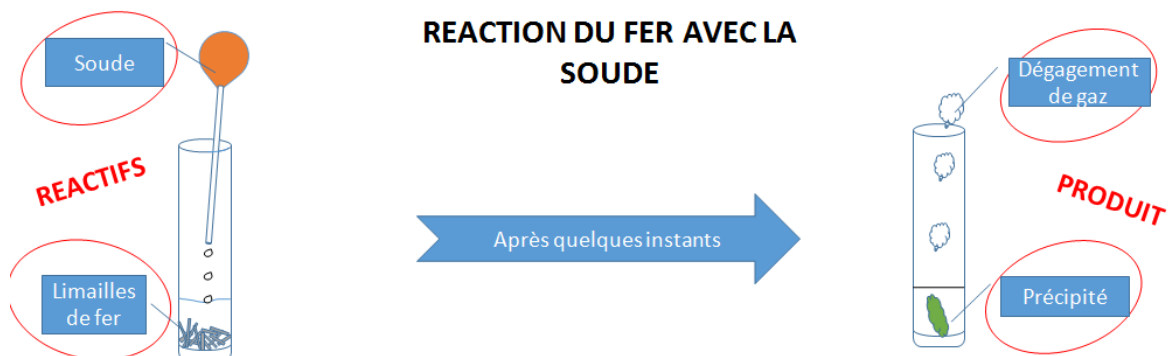 REACTION DU FER AVEC LA
SOUDE
Soude
REACTIFS
Limailles
de fer
Après quelques instants
Dégagement
de gaz
PRODUIT
Précipité